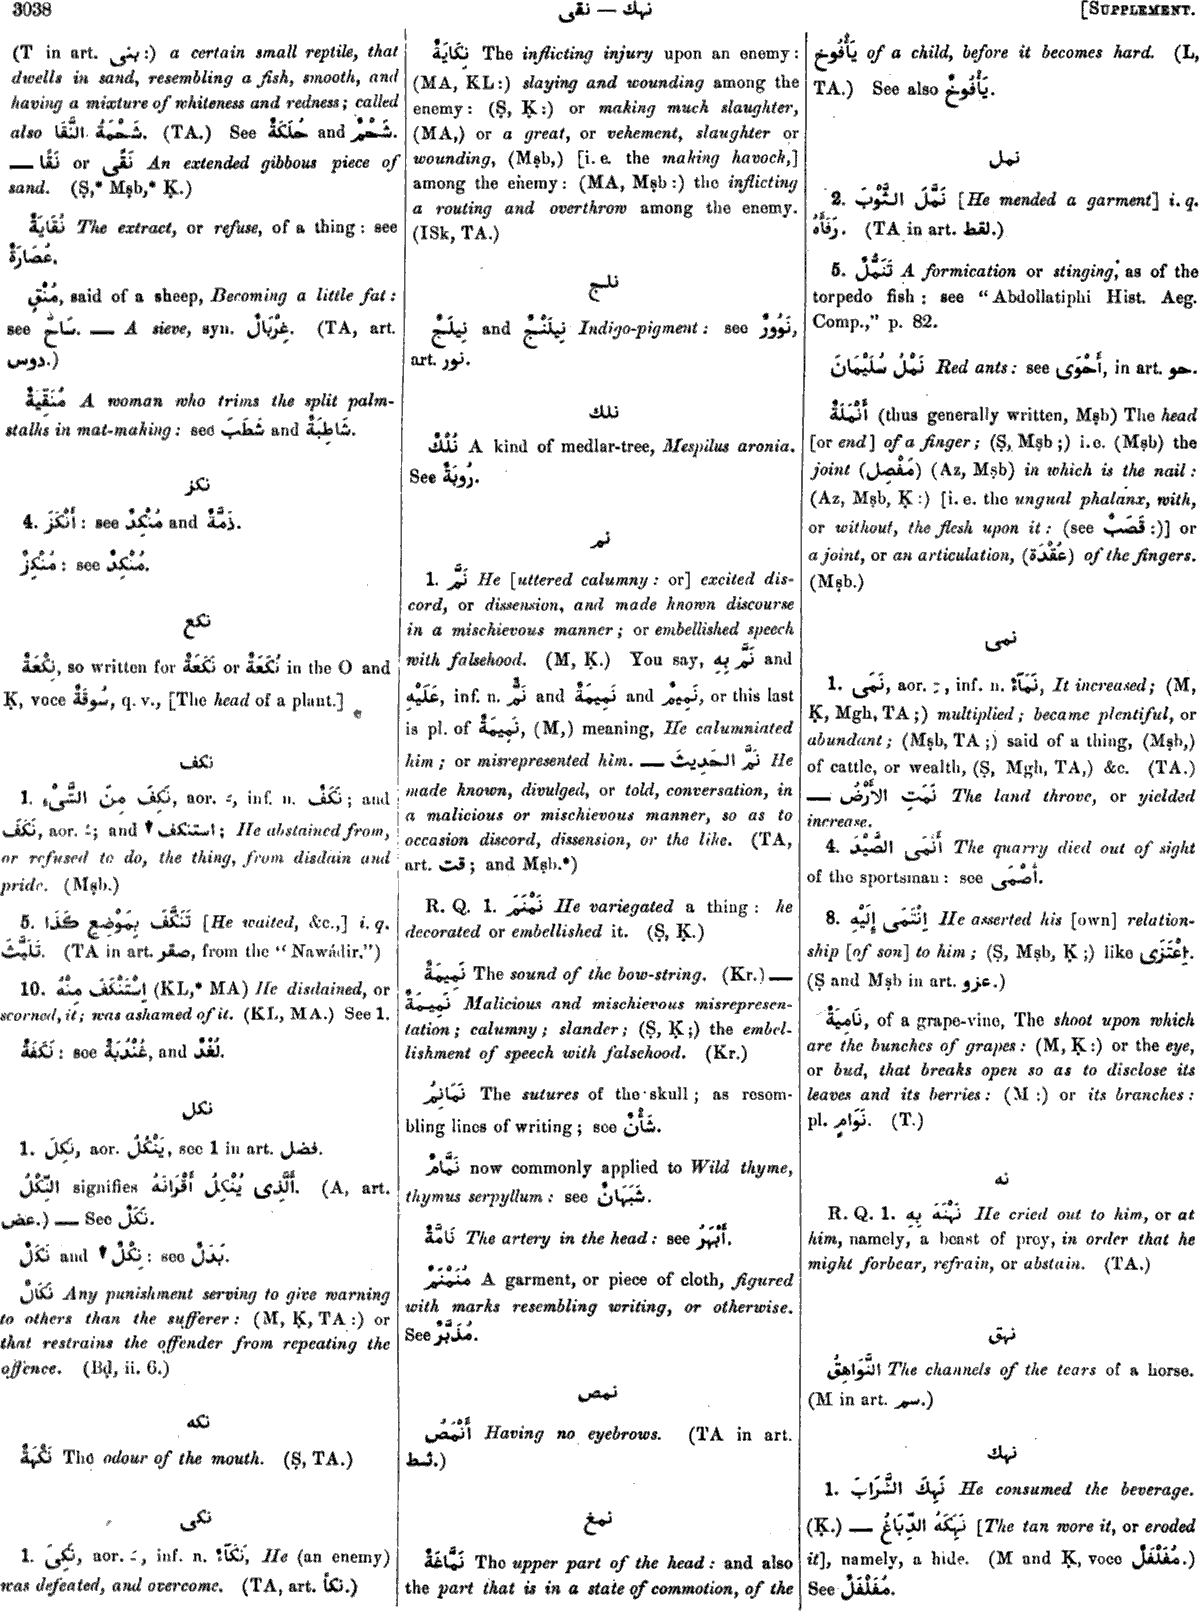 3038
نقى — نهك
[SUPPLEMENT.
(T in art. بنى:) a certain small reptile, that
dwells in sand, resembling a fish, smooth, and
having a mixture of whiteness and redness; called
also شَحْمَةُ النَّقَا. (TA.) See حُلَكَةٌ and شَحْمٌ.
— نَقًا or نَقًى An extended gibbous piece of
sand. (Ṣ,* Mṣb,* Ḳ.)
نُقَايَةٌ The extract, or refuse, of a thing: see
عُصَارَةٌ.
مُنْقٍ, said of a sheep, Becoming a little fat:
see سَاحٌّ. — A sieve, syn. غِرْبَالٌ. (TA, art.
دوس.)
مُنَقِّيَةٌ A woman who trims the split palm-
stalks in mat-making: see شَطَبَ and شَاطِبَةٌ.
نكز
4. أَنْكَزَ: see مُنْكِدٌ and ذَمَّةٌ.
مُنْكِزٌ: see مُنْكِدٌ.
نكع
نَكْعَةٌ, so written for نَكَعَةٌ or نُكَعَةٌ in the O and
Ḳ, voce سُوقَةٌ, q. v., [The head of a plant.]
نكف
1. نَكِفَ مِنَ الشَّىْءِ, aor. ـَ, inf. n. نَكَفٌ; and
نَكَفَ, aor. ـُ; and ▼ استنكف; He abstained from,
or refused to do, the thing, from disdain and
pride. (Mṣb.)
5. تَنَكَّفَ بِمَوْضِعِ كَذَا [He waited, &c.,] i. q.
تَلَبَّثَ. (TA in art. صقر, from the “Nawádir.”)
10. اِسْتَنْكَفَ مِنْهُ (KL,* MA) He disdained, or
scorned, it; was ashamed of it. (KL, MA.) See 1.
نَكَفَةٌ: see غُنْدُبَةٌ, and لُغْدٌ.
نكل
1. نَكِلَ, aor. يَنْكُلُ, see 1 in art. فضل.
النِّكْلُ signifies أَلَّذِى يُنْكِلُ أَقْرَانَهُ. (A, art.
عض.) — See نَكَلٌ.
نَكَلٌ and ▼ نِكْلٌ: see بَدَلٌ.
نَكَالٌ Any punishment serving to give warning
to others than the sufferer: (M, Ḳ, TA:) or
that restrains the offender from repeating the
offence. (Bḍ, ii. 6.)
نكه
نَكْهَةٌ The odour of the mouth. (Ṣ, TA.)
نكى
1. نَكِىَ, aor. ـَ, inf. n. نَكَآءٌ, He (an enemy)
was defeated, and overcome. (TA, art. نكأ.)
نِكَايَةٌ The inflicting injury upon an enemy:
(MA, KL:) slaying and wounding among the
enemy: (Ṣ, Ḳ:) or making much slaughter,
(MA,) or a great, or vehement, slaughter or
wounding, (Mṣb,) [i. e. the making havock,]
among the enemy: (MA, Mṣb:) the inflicting
a routing and overthrow among the enemy.
(ISk, TA.)
نلج
نِيلَجٌ and نِيلَنْجٌ Indigo-pigment: see نَوُورٌ,
art. نور.
نلك
نُلْكٌ A kind of medlar-tree, Mespilus aronia.
See زُوبَةٌ.
نم
1. نَمَّ He [uttered calumny: or] excited dis-
cord, or dissension, and made known discourse
in a mischievous manner; or embellished speech
with falsehood. (M, Ḳ.) You say, نَمَّ بِهِ and
عَلَيْهِ, inf. n. نَمٌّ and نَمِيمَةٌ and نَمِيمٌ, or this last
is pl. of نَمِيمَةٌ, (M,) meaning, He calumniated
him; or misrepresented him. — نَمَّ الحَدِيثَ He
made known, divulged, or told, conversation, in
a malicious or mischievous manner, so as to
occasion discord, dissension, or the like. (TA,
art. قت; and Mṣb.*)
R. Q. 1. نَمْنَمَ He variegated a thing: he
decorated or embellished it. (Ṣ, Ḳ.)
نَمِيمَةٌ The sound of the bow-string. (Kr.) —
نَمِيمَةٌ Malicious and mischievous misrepresen-
tation; calumny; slander; (Ṣ, Ḳ;) the embel-
lishment of speech with falsehood. (Kr.)
نَمَانِمُ The sutures of the skull; as resem-
bling lines of writing; see شَأْنٌ.
نَمَّامٌ now commonly applied to Wild thyme,
thymus serpyllum: see شَبَهَانٌ.
نَامَّةٌ The artery in the head: see أَبْهَرُ.
مُنَمْنَمٌ A garment, or piece of cloth, figured
with marks resembling writing, or otherwise.
See مُدَبَّرٌ.
نمص
أَنْمَصُ Having no eyebrows. (TA in art.
ثط.)
نمغ
نَمَّاغَةٌ The upper part of the head: and also
the part that is in a state of commotion, of the
يَأْفُوخ of a child, before it becomes hard. (L,
TA.) See also يَأْفُوخٌ.
نمل
2. نَمَّلَ الثَّوْبَ [He mended a garment] i. q.
رَفَأَهُ. (TA in art. لقط.)
5. تَنَمُّلٌ A formication or stinging, as of the
torpedo fish: see “Abdollatiphi Hist. Aeg.
Comp.,” p. 82.
نَمْلُ سُلَيْمَانَ Red ants: see أَحْوَى, in art. حو.
أَنْمَلَةٌ (thus generally written, Mṣb) The head
[or end] of a finger; (Ṣ, Mṣb;) i. e. (Mṣb) the
joint (مَفْصِل) (Az, Mṣb) in which is the nail:
(Az, Mṣb, Ḳ:) [i. e. the ungual phalanx, with,
or without, the flesh upon it: (see قَصَبٌ:)] or
a joint, or an articulation, (عُقْدَة) of the fingers.
(Mṣb.)
نمى
1. نَمَى, aor. ـِ, inf. n. نَمَآءٌ, It increased; (M,
Ḳ, Mgh, TA;) multiplied; became plentiful, or
abundant; (Mṣb, TA;) said of a thing, (Mṣb,)
of cattle, or wealth, (Ṣ, Mgh, TA,) &c. (TA.)
— نَمَتِ الأَرْضُ The land throve, or yielded
increase.
4. أَنْمَى الصَّيْدَ The quarry died out of sight
of the sportsman: see أَصْمَى.
8. اِنْتَمَى إِلَيْهِ He asserted his [own] relation-
ship [of son] to him; (Ṣ, Mṣb, Ḳ;) like اِعْتَزَى.
(Ṣ and Mṣb in art. عزو.)
نَامِيَةٌ, of a grape-vine, The shoot upon which
are the bunches of grapes: (M, Ḳ:) or the eye,
or bud, that breaks open so as to disclose its
leaves and its berries: (M:) or its branches:
pl. نَوَامٍ. (T.)
نه
R. Q. 1. نَهْنَهَ بِهِ He cried out to him, or at
him, namely, a beast of prey, in order that he
might forbear, refrain, or abstain. (TA.)
نهق
النَّوَاهِقُ The channels of the tears of a horse.
(M in art. سم.)
نهك
1. نَهِكَ الشَّرَابَ He consumed the beverage.
(Ḳ.) — نَهِكَهُ الدِّبَاغُ [The tan wore it, or eroded
it], namely, a hide. (M and Ḳ, voce مُفَلْفَلٌ.)
See مُفَلْفَلٌ.